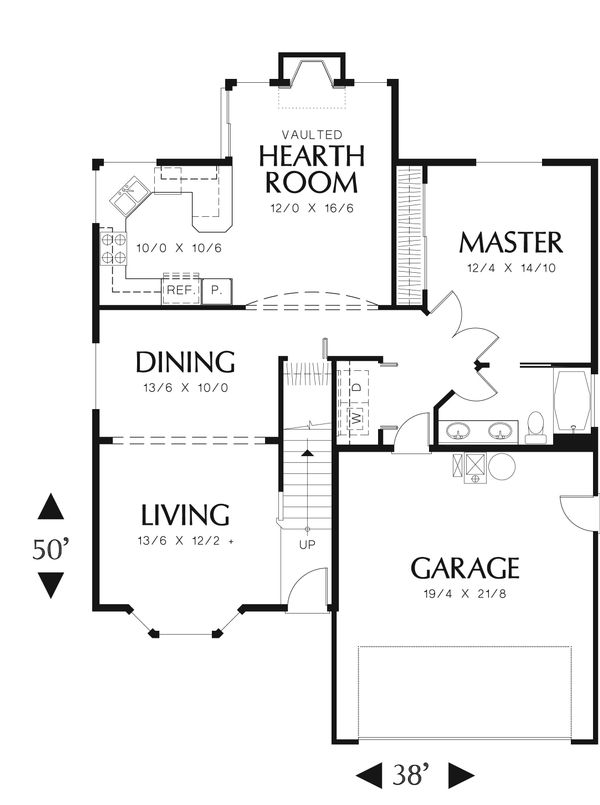 VAULTED
HEARTH
ROOM
12/0 X 16/6
10/0 X 10/6
REF.
P.
MASTER
12/4 X 14/10
DINING
13/6 X 10/0
D
W
LIVING
13/6 X 12/2 +
UP
50'
GARAGE
19/4 X 21/8
38'